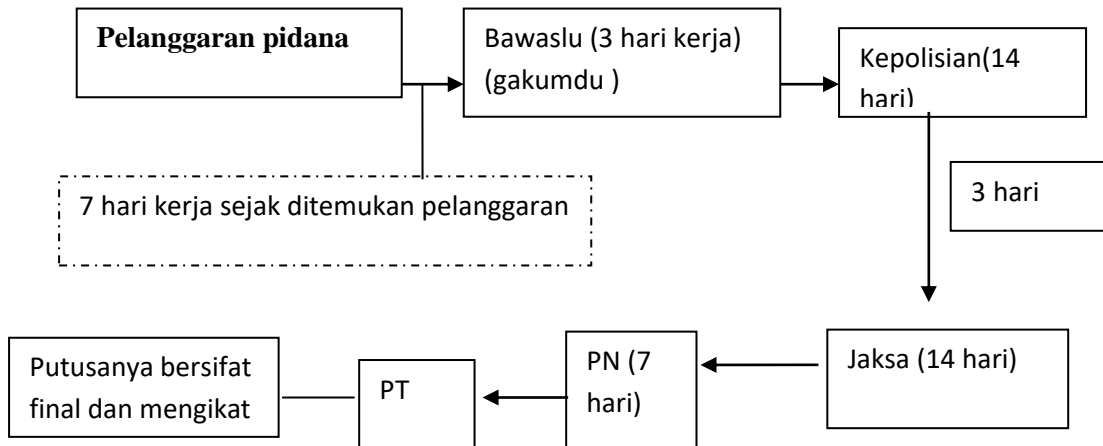 Pelanggaran pidana
Bawaslu (3 hari kerja)
(gakumdu )
Kepolisian(14
hari)
7 hari kerja sejak ditemukan pelanggaran
3 hari
Jaksa (14 hari)
PN (7
hari)
PT
Putusanya bersifat
final dan mengikat